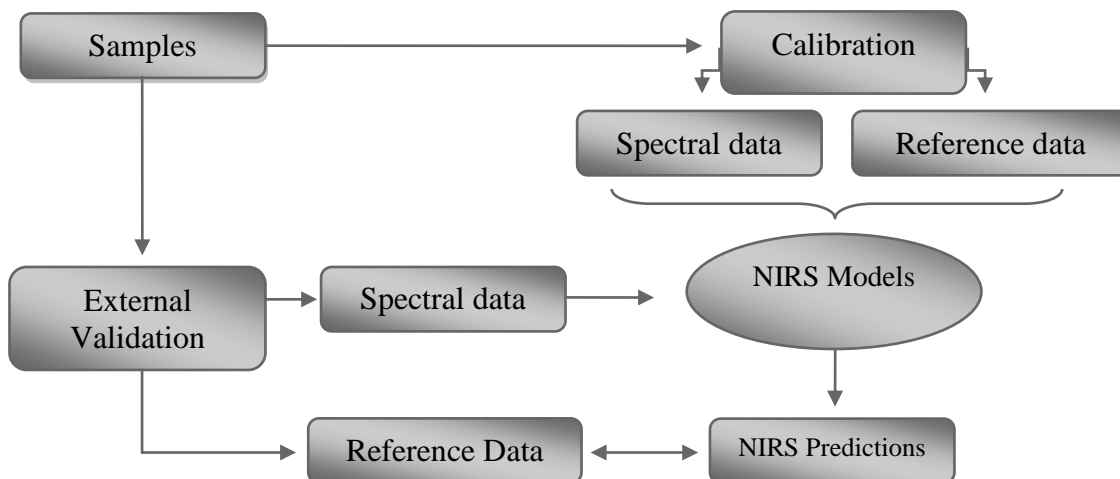 Samples
Calibration
Spectral data
Reference data
NIRS Models
External
Validation
Spectral data
Reference Data
NIRS Predictions